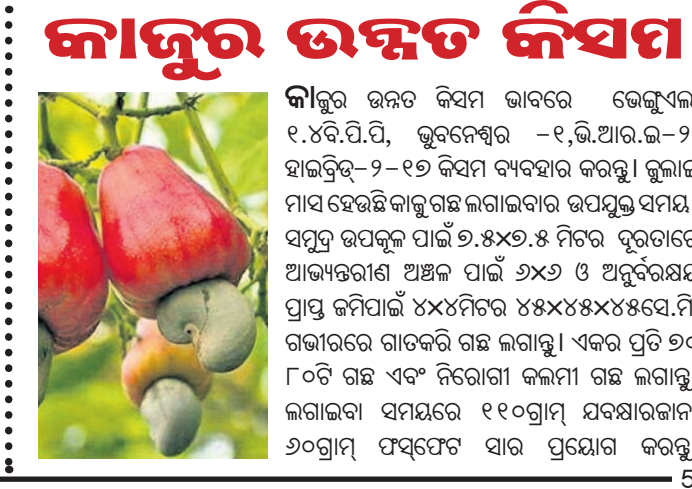 କାଜୁର ଉନ୍ନତ କିସମ
କାଜୁର ଉନ୍ନତ କିସମ ଭାବରେ ଭେଙ୍ଗୁଏଲ
୧.୪ବି.ପି.ପି, ଭୁବନେଶ୍ୱର –୧,ଭି.ଆର.ଇ–୨
ହାଇବ୍ରିଡ୍–୨–୧୭ କିସମ ବ୍ୟବହାର କରନ୍ତୁ। ଜୁଲାଇ
ମାସ ହେଉଛି କାଜୁ ଗଛ ଲଗାଇବାର ଉପଯୁକ୍ତ ସମୟ
ସମୁଦ୍ର ଉପକୂଳ ପାଇଁ ୭.୫×୭.୫ ମିଟର ଦୂରତାରେ
ଆଭ୍ୟନ୍ତରୀଣ ଅଞ୍ଚଳ ପାଇଁ ୬×୬ ଓ ଅନୁର୍ବରକ୍ଷୟ
ପ୍ରାପ୍ତ ଜମିପାଇଁ ୪×୪ମିଟର ୪୫×୪୫×୪୫ସେ.ମି
ଗଭୀରରେ ଗାତକରି ଗଛ ଲଗାନ୍ତୁ। ଏକର ପ୍ରତି ୭୦
୮୦ଟି ଗଛ ଏବଂ ନିରୋଗୀ କଲମୀ ଗଛ ଲଗାନ୍ତୁ
ଲଗାଇବା ସମୟରେ ୧୧୦ଗ୍ରାମ୍ ଯବକ୍ଷାରଜାନ
୬୦ଗ୍ରାମ୍ ଫସ୍‌ଫେଟ ସାର ପ୍ରୟୋଗ କରନ୍ତୁ
5